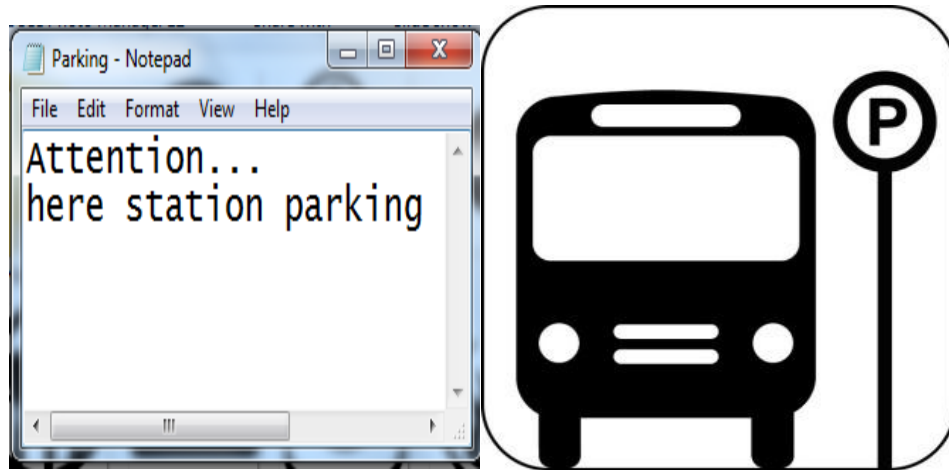 Parking - Notepad
File Edit Format View Help
Attention...
here station parking
P